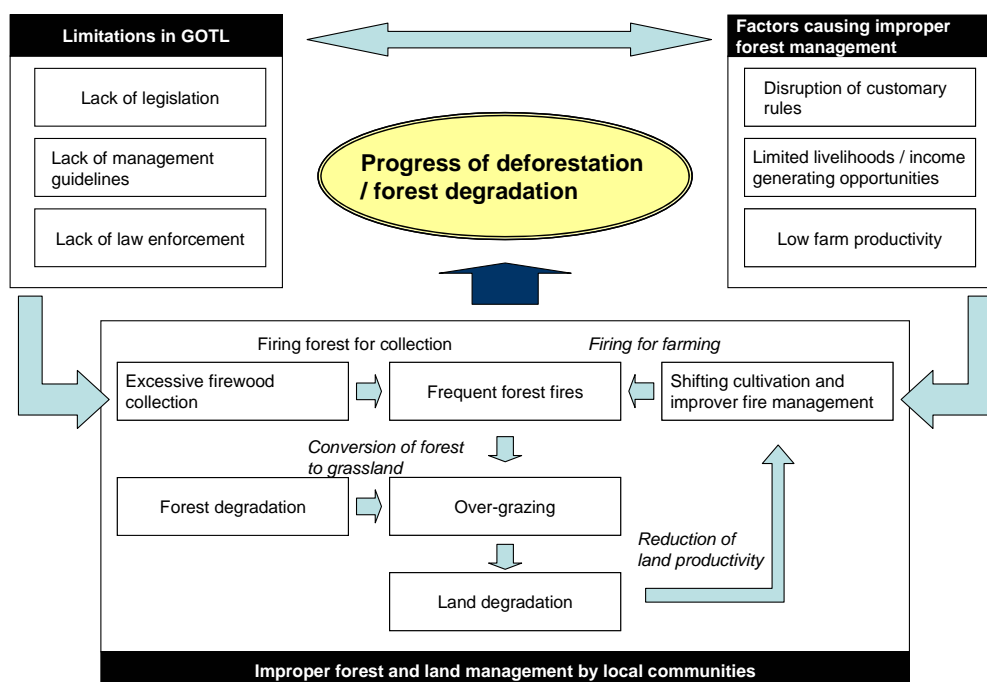 Limitations in GOTL
Lack of legislation
Lack of management
guidelines
Lack of law enforcement
Factors causing improper
forest management
Disruption of customary
rules
Limited livelihoods / income
generating opportunities
Low farm productivity
Progress of deforestation
/ forest degradation
Firing forest for collection
Firing for farming
Excessive firewood
collection
Frequent forest fires
Shifting cultivation and
improver fire management
Conversion of forest
to grassland
Forest degradation
Over-grazing
Reduction of
land productivity
Land degradation
Improper forest and land management by local communities